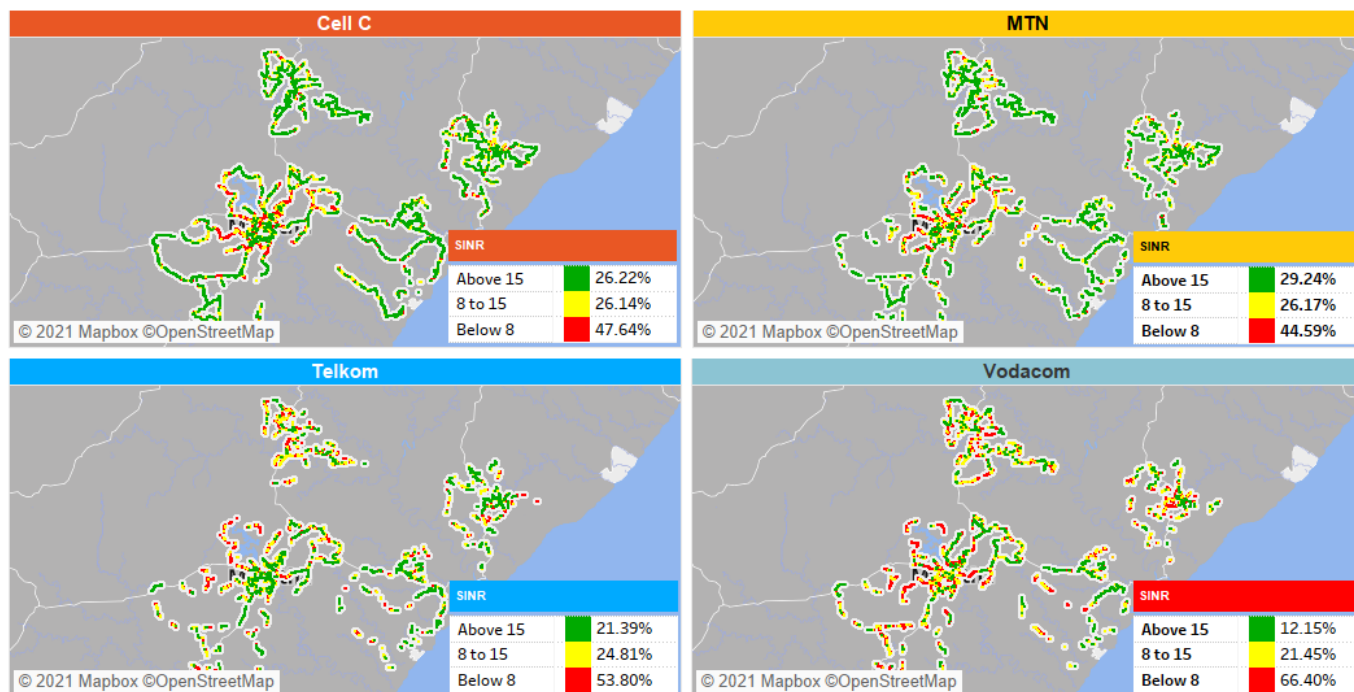 Cell C
SINR
Above 15 26.22%
8 to 15 26.14%
Below 8 47.64%
© 2021 Mapbox ©OpenStreetMap
MTN
SINR
Above 15 29.24%
8 to 15 26.17%
Below 8 44.59%
© 2021 Mapbox ©OpenStreetMap
Telkom
SINR
Above 15 21.39%
8 to 15 24.81%
Below 8 53.80%
© 2021 Mapbox ©OpenStreetMap
Vodacom
SINR
Above 15 12.15%
8 to 15 21.45%
Below 8 66.40%
© 2021 Mapbox ©OpenStreetMap